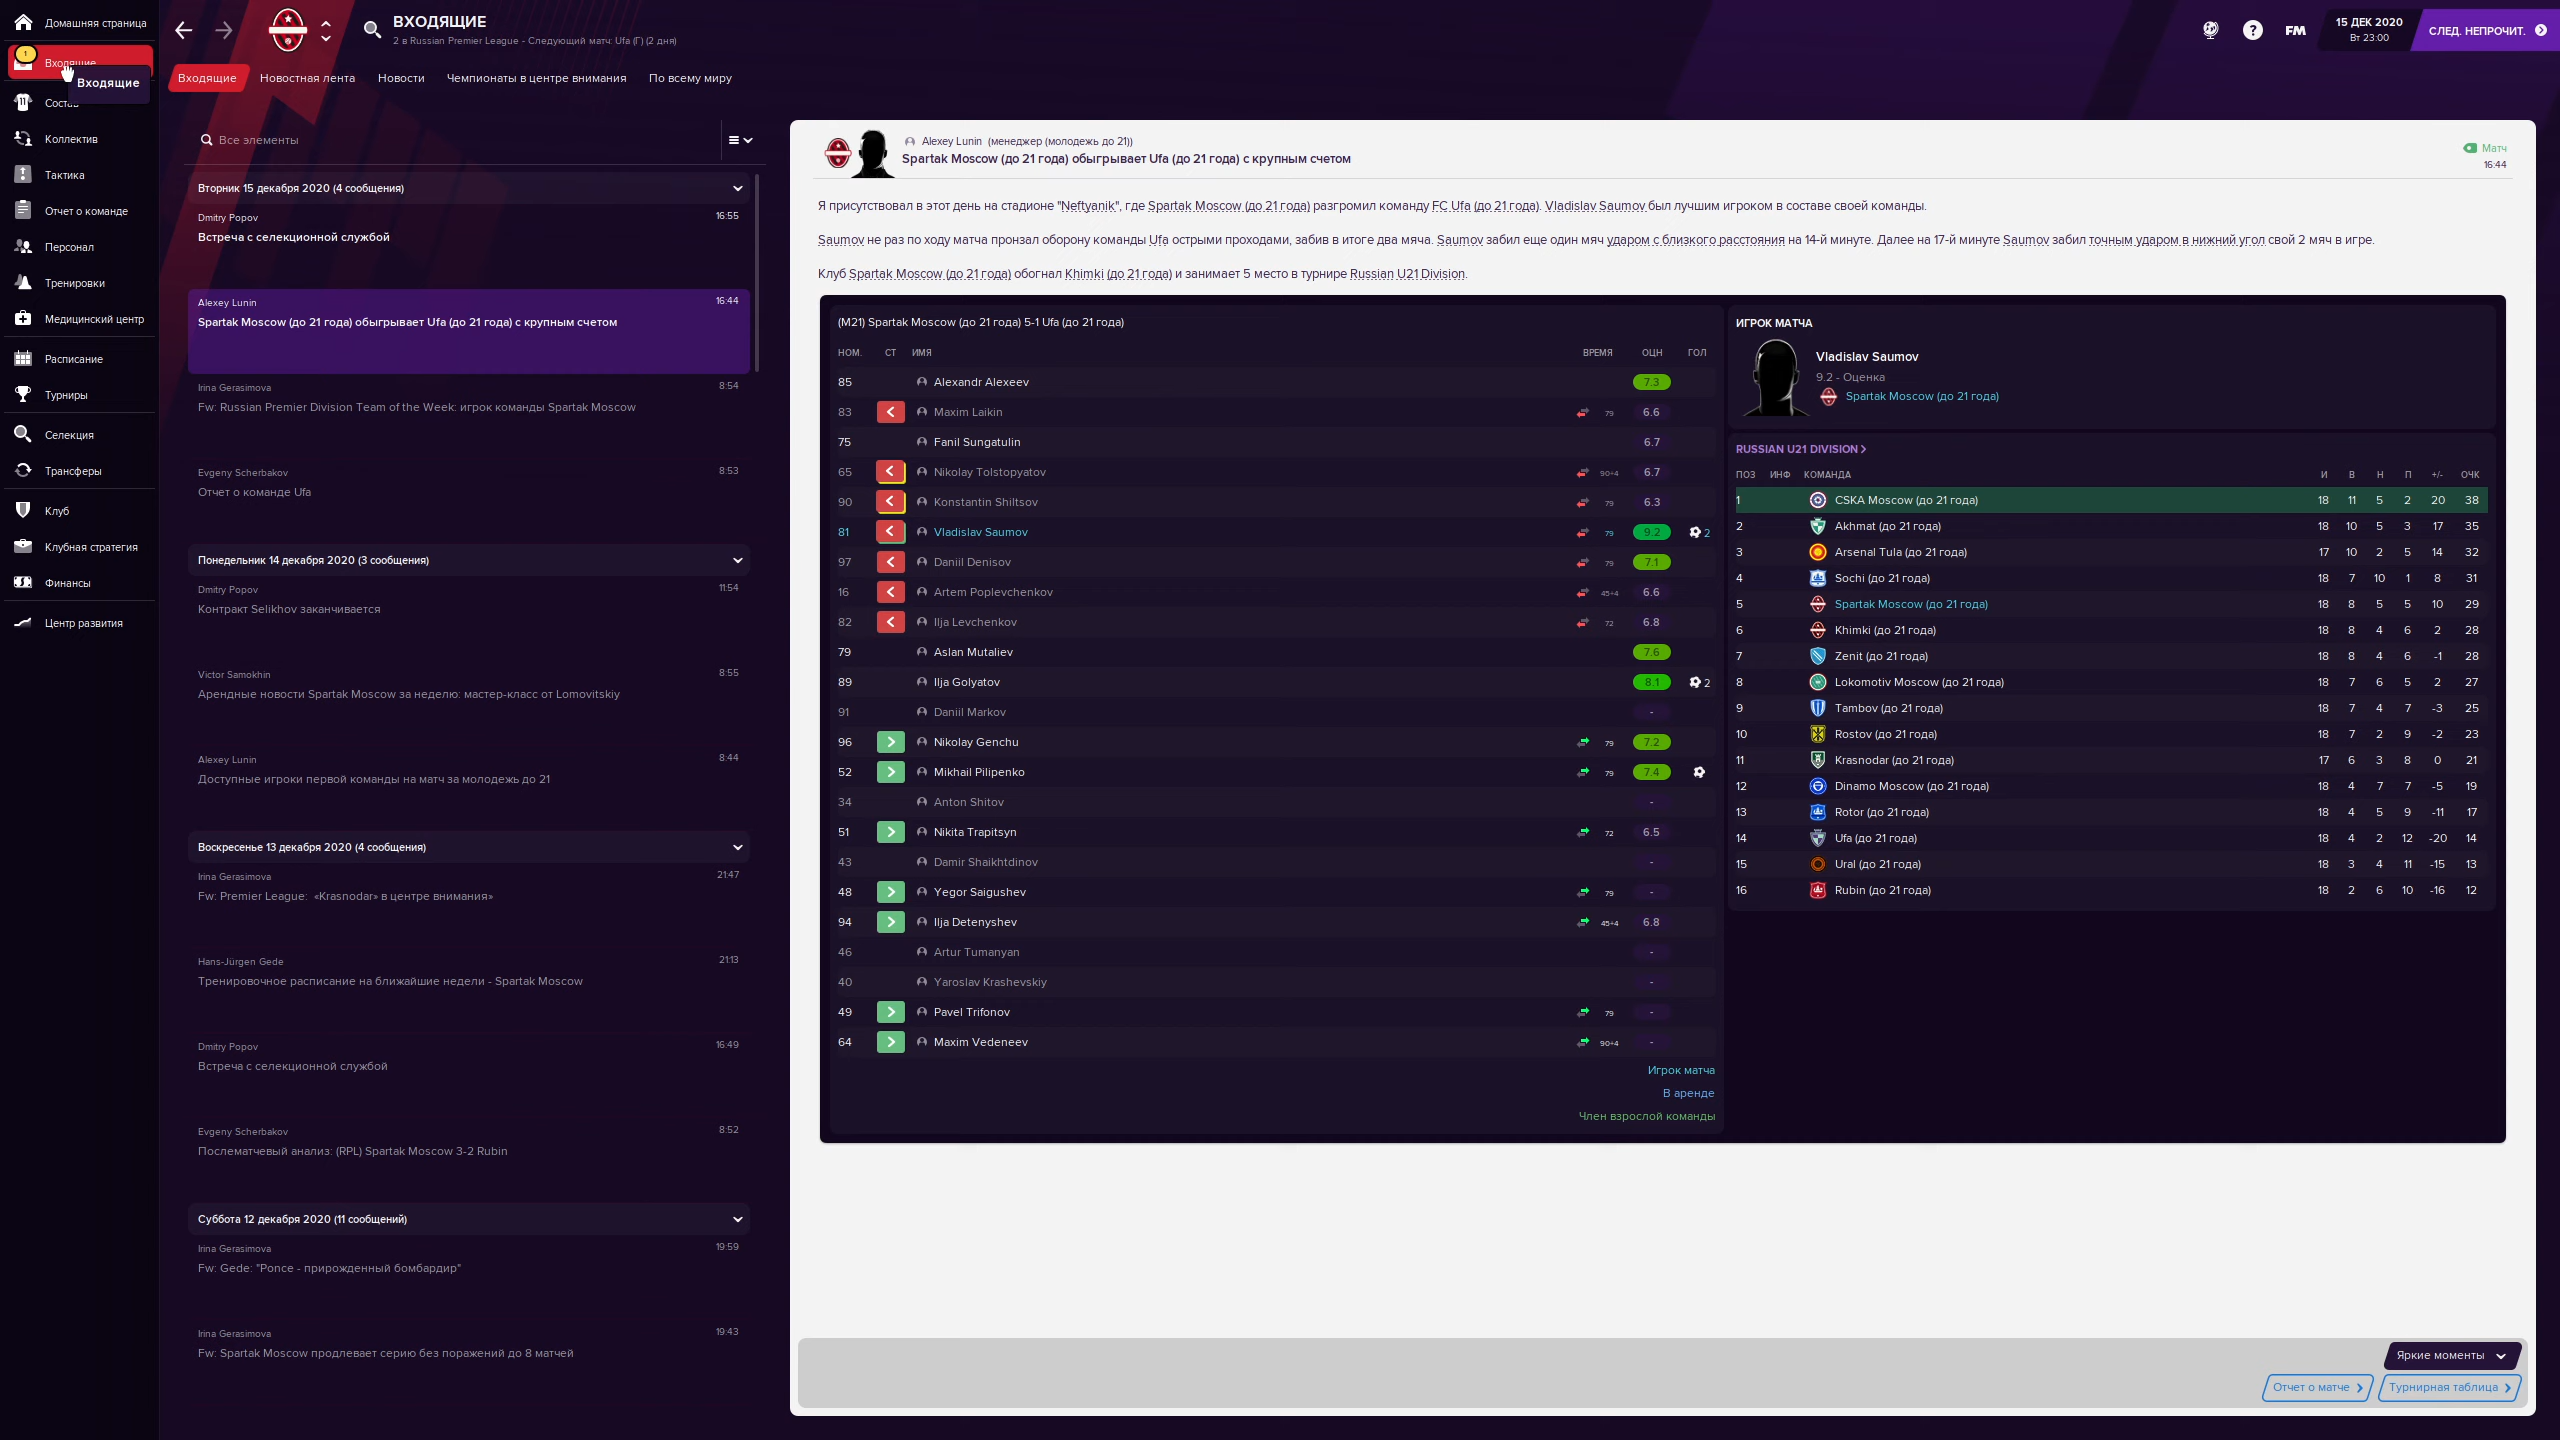 Домашняя страница
1
Входящие
Входящие
Состав
Коллектив
Тактика
Отчет о команде
Персонал
Тренировки
Медицинский центр
Расписание
Турниры
Селекция
Трансферы
Клуб
Клубная стратегия
Финансы
Центр развития
ВХОДЯЩИЕ
2 в Russian Premier League - Следующий матч: Ufa (Г) (2 дня)
?
FM
15 ДЕК 2020
Вт 23:00
СЛЕД. НЕПРОЧИТ.
Входящие Новостная лента Новости Чемпионаты в центре внимания По всему миру
Все элементы
Вторник 15 декабря 2020 (4 сообщения)
Dmitry Popov 16:55
Встреча с селекционной службой
Alexey Lunin 16:44
Spartak Moscow (до 21 года) обыгрывает Ufa (до 21 года) с крупным счетом
Irina Gerasimova 8:54
Fw: Russian Premier Division Team of the Week: игрок команды Spartak Moscow
Evgeny Scherbakov 8:53
Отчет о команде Ufa
Понедельник 14 декабря 2020 (3 сообщения)
Dmitry Popov 11:54
Контракт Selikhov заканчивается
Victor Samokhin 8:55
Арендные новости Spartak Moscow за неделю: мастер-класс от Lomovitskiy
Alexey Lunin 8:44
Доступные игроки первой команды на матч за молодежь до 21
Воскресенье 13 декабря 2020 (4 сообщения)
Irina Gerasimova 21:47
Fw: Premier League: «Krasnodar» в центре внимания»
Hans-Jürgen Gede 21:13
Тренировочное расписание на ближайшие недели - Spartak Moscow
Dmitry Popov 16:49
Встреча с селекционной службой
Evgeny Scherbakov 8:52
Послематчевый анализ: (RPL) Spartak Moscow 3-2 Rubin
Суббота 12 декабря 2020 (11 сообщений)
Irina Gerasimova 19:59
Fw: Gede: "Ponce - прирожденный бомбардир"
Irina Gerasimova 19:43
Fw: Spartak Moscow продлевает серию без поражений до 8 матчей
Alexey Lunin (менеджер (молодежь до 21))
Spartak Moscow (до 21 года) обыгрывает Ufa (до 21 года) с крупным счетом
Матч
16:44
Я присутствовал в этот день на стадионе "Neftyanik", где Spartak Moscow (до 21 года) разгромил команду FC Ufa (до 21 года). Vladislav Saumov был лучшим игроком в составе своей команды.
Saumov не раз по ходу матча пронзал оборону команды Ufa острыми проходами, забив в итоге два мяча. Saumov забил еще один мяч ударом с близкого расстояния на 14-й минуте. Далее на 17-й минуте Saumov забил точным ударом в нижний угол свой 2 мяч в игре.
Клуб Spartak Moscow (до 21 года) обогнал Khimki (до 21 года) и занимает 5 место в турнире Russian U21 Division.
(М21) Spartak Moscow (до 21 года) 5-1 Ufa (до 21 года)
НОМ. СТ ИМЯ ВРЕМЯ ОЦН ГОЛ
85 Alexandr Alexeev 7.3
83 Maxim Laikin 79 6.6
75 Fanil Sungatulin 6.7
65 Nikolay Tolstopyatov 90+4 6.7
90 Konstantin Shiltsov 79 6.3
81 Vladislav Saumov 79 9.2 2
97 Daniil Denisov 79 7.1
16 Artem Poplevchenkov 45+4 6.6
82 Ilja Levchenkov 72 6.8
79 Aslan Mutaliev 7.6
89 Ilja Golyatov 8.1 2
91 Daniil Markov -
96 Nikolay Genchu 79 7.2
52 Mikhail Pilipenko 79 7.4
34 Anton Shitov -
51 Nikita Trapitsyn 72 6.5
43 Damir Shaikhtdinov -
48 Yegor Saigushev 79 -
94 Ilja Detenyshev 45+4 6.8
46 Artur Tumanyan -
40 Yaroslav Krashevskiy -
49 Pavel Trifonov 79 -
64 Maxim Vedeneev 90+4 -
Игрок матча
В аренде
Член взрослой команды
ИГРОК МАТЧА
Vladislav Saumov
9.2 - Оценка
Spartak Moscow (до 21 года)
RUSSIAN U21 DIVISION
ПОЗ ИНФ КОМАНДА И В Н П +/- ОЧК
1 CSKA Moscow (до 21 года) 18 11 5 2 20 38
2 Akhmat (до 21 года) 18 10 5 3 17 35
3 Arsenal Tula (до 21 года) 17 10 2 5 14 32
4 Sochi (до 21 года) 18 7 10 1 8 31
5 Spartak Moscow (до 21 года) 18 8 5 5 10 29
6 Khimki (до 21 года) 18 8 4 6 2 28
7 Zenit (до 21 года) 18 8 4 6 -1 28
8 Lokomotiv Moscow (до 21 года) 18 7 6 5 2 27
9 Tambov (до 21 года) 18 7 4 7 -3 25
10 Rostov (до 21 года) 18 7 2 9 -2 23
11 Krasnodar (до 21 года) 17 6 3 8 0 21
12 Dinamo Moscow (до 21 года) 18 4 7 7 -5 19
13 Rotor (до 21 года) 18 4 5 9 -11 17
14 Ufa (до 21 года) 18 4 2 12 -20 14
15 Ural (до 21 года) 18 3 4 11 -15 13
16 Rubin (до 21 года) 18 2 6 10 -16 12
Яркие моменты
Отчет о матче
Турнирная таблица